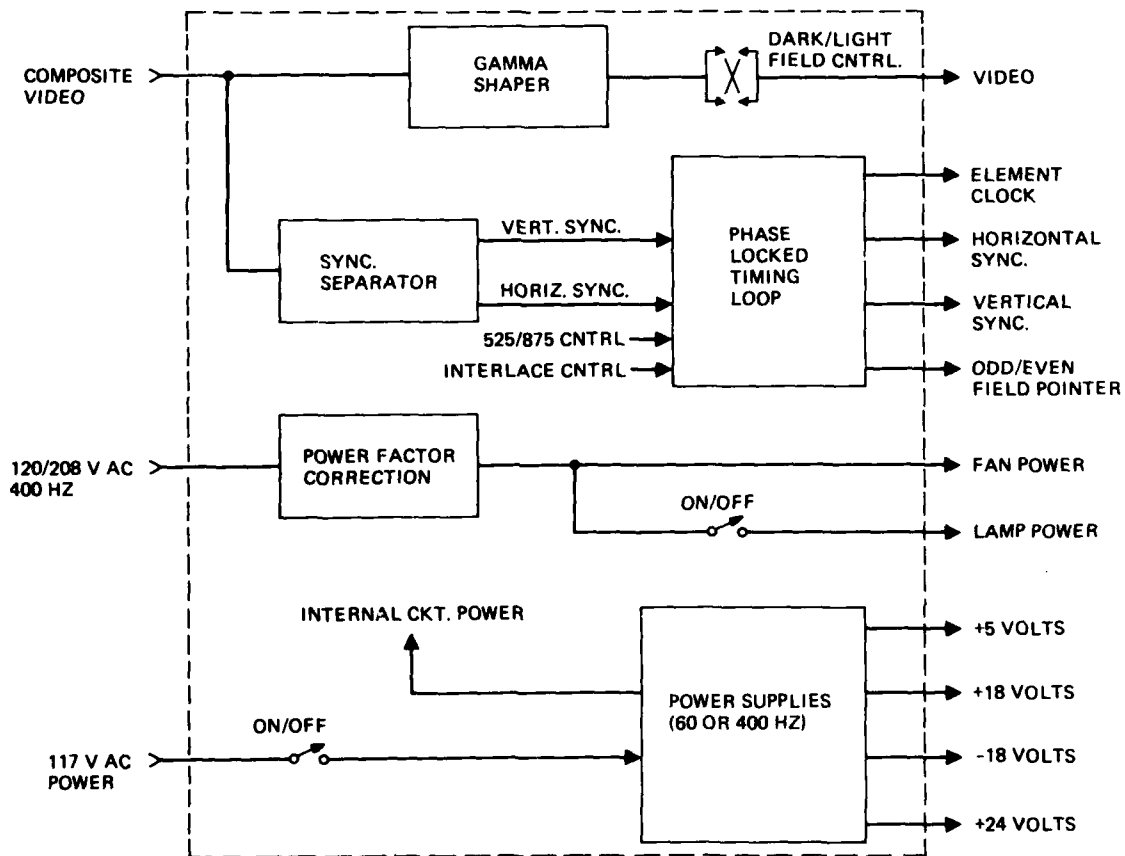 COMPOSITE
VIDEO
GAMMA
SHAPER
DARK/LIGHT
FIELD CNTRL.
VIDEO
SYNC.
SEPARATOR
VERT. SYNC.
HORIZ. SYNC.
525/875 CNTRL
INTERLACE CNTRL
PHASE
LOCKED
TIMING
LOOP
ELEMENT
CLOCK
HORIZONTAL
SYNC.
VERTICAL
SYNC.
ODD/EVEN
FIELD POINTER
120/208 V AC
400 HZ
POWER FACTOR
CORRECTION
FAN POWER
ON/OFF
LAMP POWER
INTERNAL CKT. POWER
ON/OFF
117 V AC
POWER
POWER SUPPLIES
(60 OR 400 HZ)
+5 VOLTS
+18 VOLTS
-18 VOLTS
+24 VOLTS